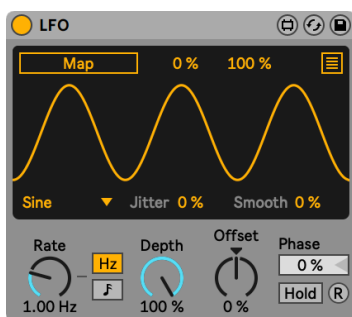 LFO
Map 0 % 100 %
Sine Jitter 0 % Smooth 0 %
Rate Hz Depth Offset Phase
0 %
1.00 Hz 100 % 0 % Hold R